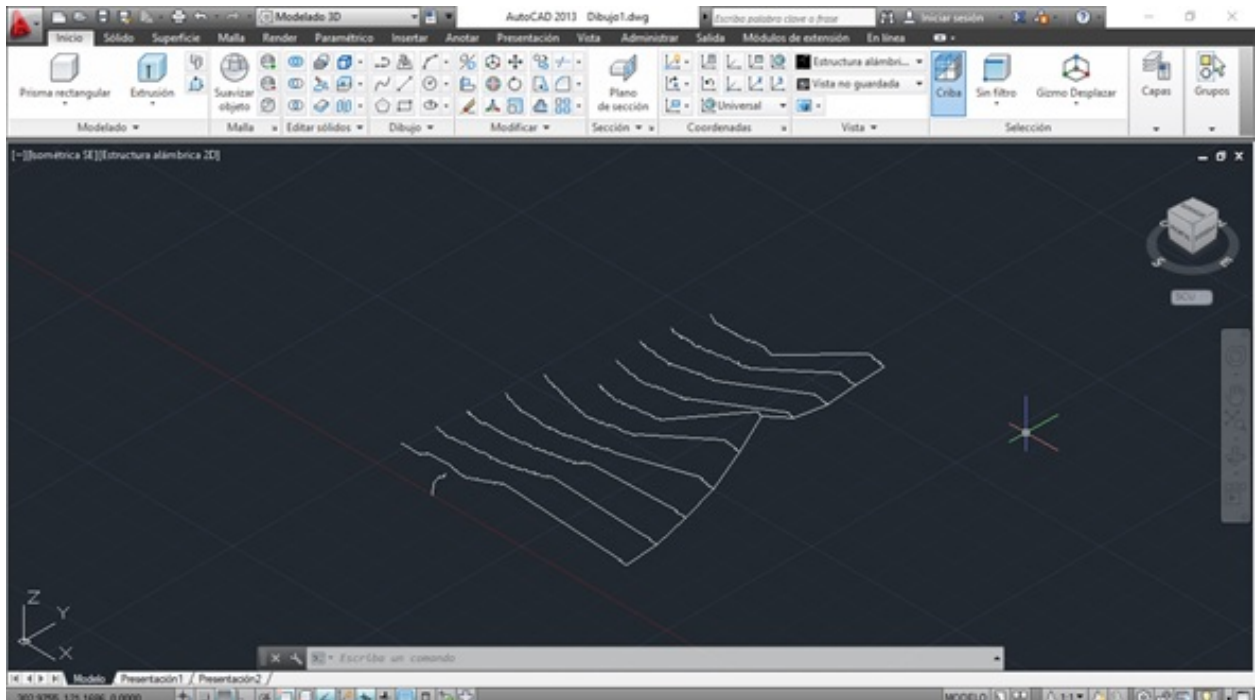 Modelado 3D
AutoCAD 2013 Dibujo1.dwg
Escriba palabra clave o frase
Iniciar sesión
Inicio Sólido Superficie Malla Render Paramétrico Insertar Anotar Presentación Vista Administrar Salida Módulos de extensión En línea
Prisma rectangular
Extrusión
Suavizar objeto
Plano de sección
Universal
Estructura alámbri...
Vista no guardada
Criba
Sin filtro
Gizmo Desplazar
Capas
Grupos
Modelado
Malla
Editar sólidos
Dibujo
Modificar
Sección
Coordenadas
Vista
Selección
[-][Isométrica SE][Estructura alámbrica 2D]
S
E
SCU
Z
Y
X
Escriba un comando
Modelo Presentación1 Presentación2
MODELO
1:1